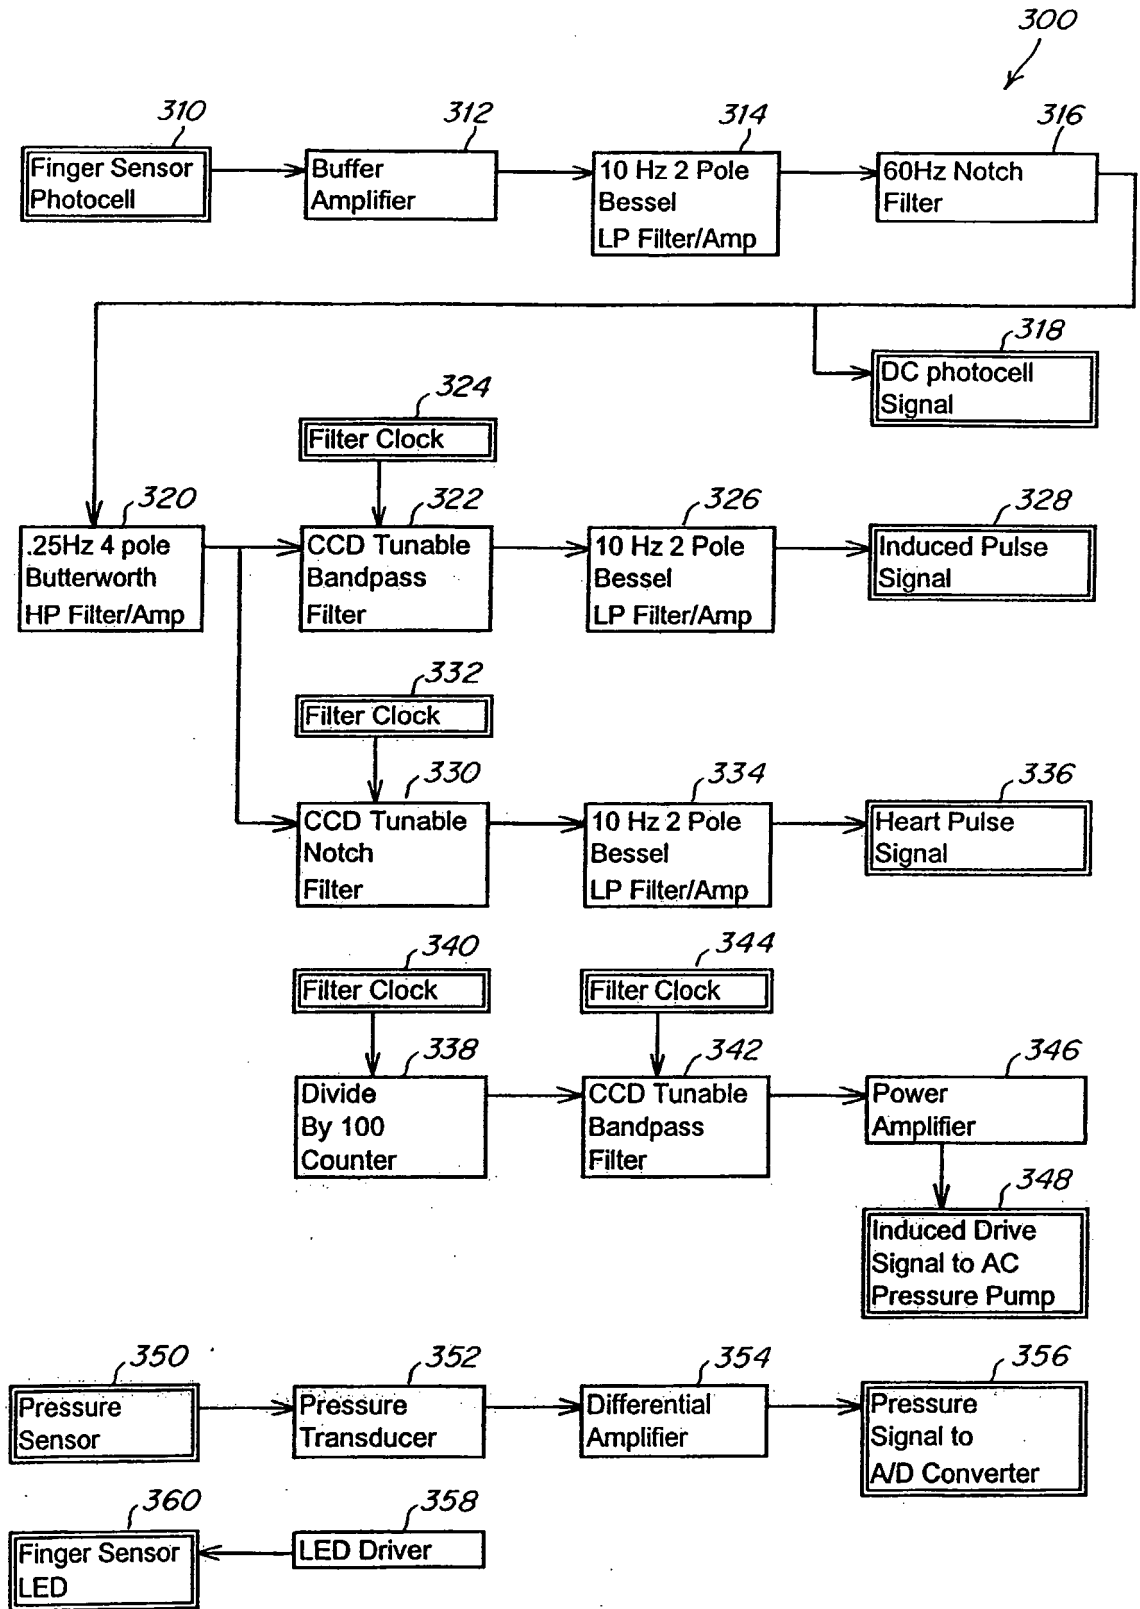 300
310
312
314
316
Finger Sensor
Photocell
Buffer
Amplifier
10 Hz 2 Pole
Bessel
LP Filter/Amp
60Hz Notch
Filter
318
DC photocell
Signal
324
Filter Clock
320
322
326
328
.25Hz 4 pole
Butterworth
HP Filter/Amp
CCD Tunable
Bandpass
Filter
10 Hz 2 Pole
Bessel
LP Filter/Amp
Induced Pulse
Signal
332
Filter Clock
330
334
336
CCD Tunable
Notch
Filter
10 Hz 2 Pole
Bessel
LP Filter/Amp
Heart Pulse
Signal
340
344
Filter Clock
Filter Clock
338
342
346
Divide
By 100
Counter
CCD Tunable
Bandpass
Filter
Power
Amplifier
348
Induced Drive
Signal to AC
Pressure Pump
350
352
354
356
Pressure
Sensor
Pressure
Transducer
Differential
Amplifier
Pressure
Signal to
A/D Converter
360
358
Finger Sensor
LED
LED Driver